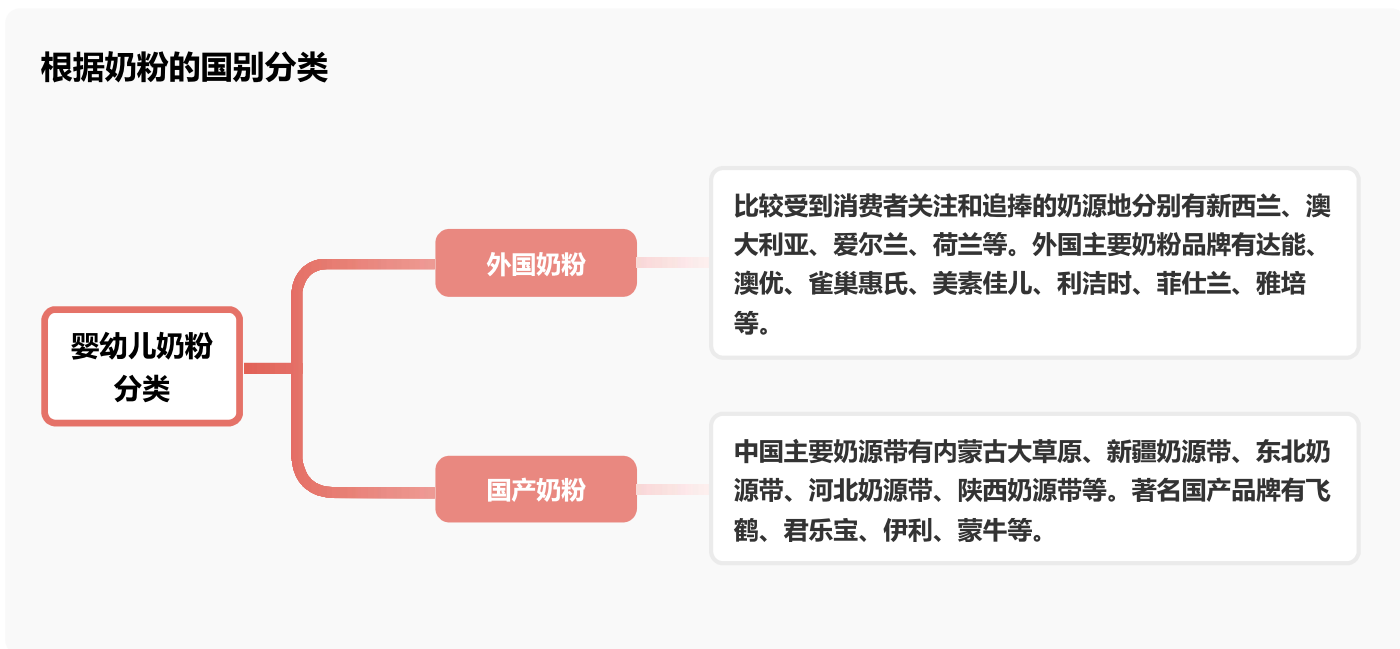 根据奶粉的国别分类
婴幼儿奶粉
分类
外国奶粉
比较受到消费者关注和追捧的奶源地分别有新西兰、澳
大利亚、爱尔兰、荷兰等。外国主要奶粉品牌有达能、
澳优、雀巢惠氏、美素佳儿、利洁时、菲仕兰、雅培
等。
国产奶粉
中国主要奶源带有内蒙古大草原、新疆奶源带、东北奶
源带、河北奶源带、陕西奶源带等。著名国产品牌有飞
鹤、君乐宝、伊利、蒙牛等。